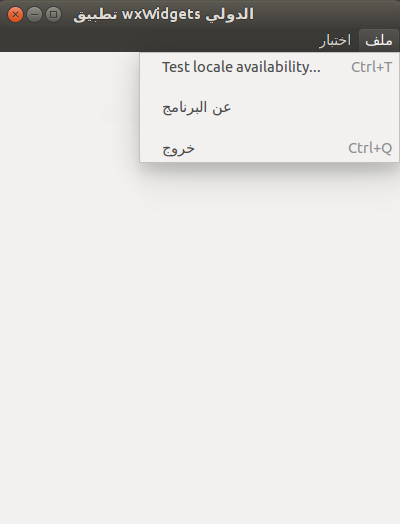 تطبيق wxWidgets الدولي
ملف اختبار
Test locale availability... Ctrl+T
عن البرنامج
خروج Ctrl+Q